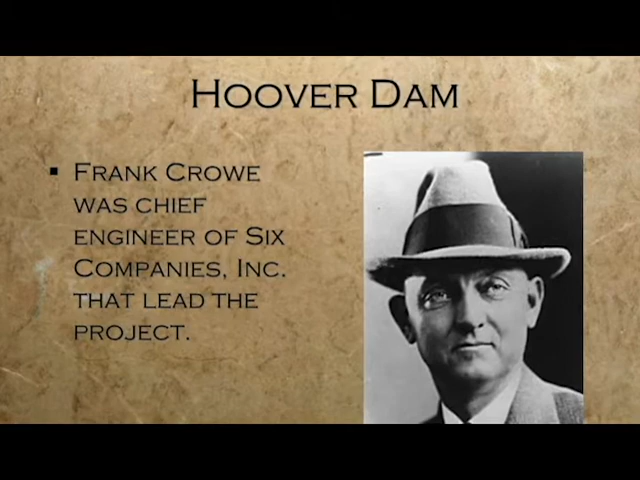 Hoover Dam
▪ Frank Crowe
was chief
engineer of Six
Companies, Inc.
that lead the
project.